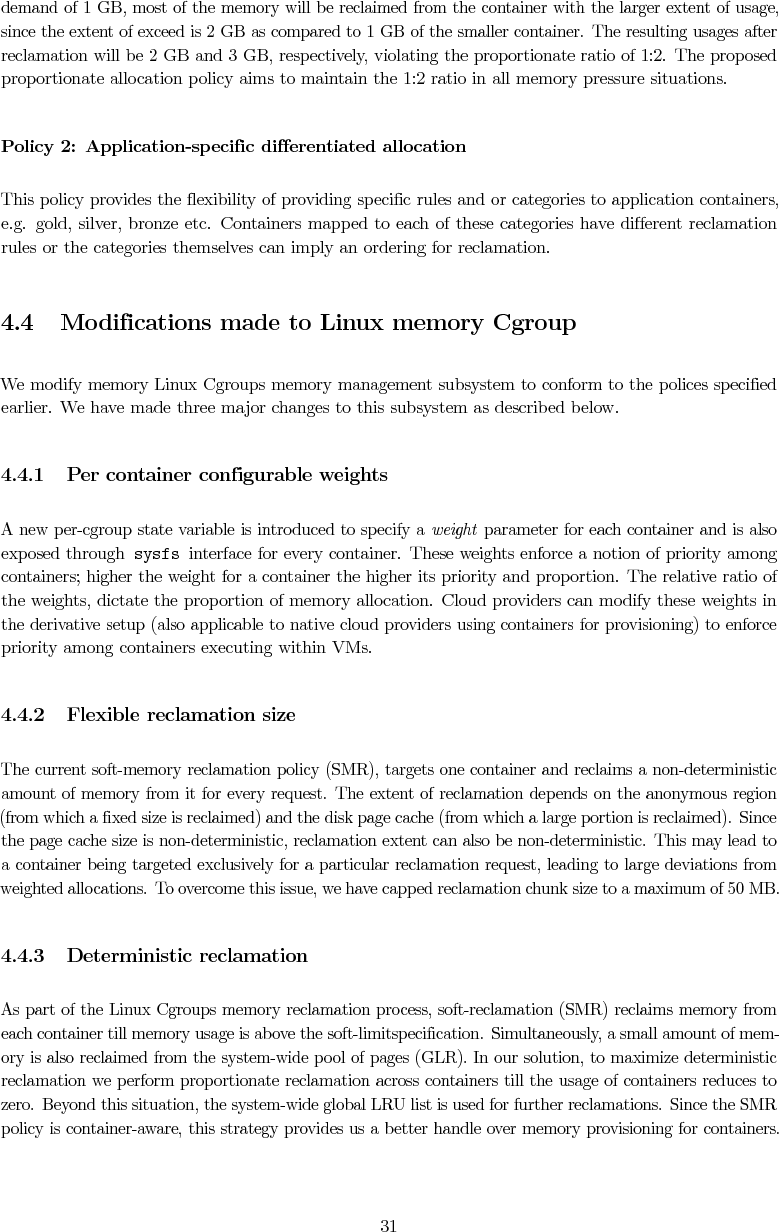 demand of 1 GB, most of the memory will be reclaimed from the container with the larger extent of usage,
since the extent of exceed is 2 GB as compared to 1 GB of the smaller container. The resulting usages after
reclamation will be 2 GB and 3 GB, respectively, violating the proportionate ratio of 1:2. The proposed
proportionate allocation policy aims to maintain the 1:2 ratio in all memory pressure situations.
Policy 2: Application-specific differentiated allocation
This policy provides the flexibility of providing specific rules and or categories to application containers,
e.g. gold, silver, bronze etc. Containers mapped to each of these categories have different reclamation
rules or the categories themselves can imply an ordering for reclamation.
4.4 Modifications made to Linux memory Cgroup
We modify memory Linux Cgroups memory management subsystem to conform to the polices specified
earlier. We have made three major changes to this subsystem as described below.
4.4.1 Per container configurable weights
A new per-cgroup state variable is introduced to specify a weight parameter for each container and is also
exposed through sysfs interface for every container. These weights enforce a notion of priority among
containers; higher the weight for a container the higher its priority and proportion. The relative ratio of
the weights, dictate the proportion of memory allocation. Cloud providers can modify these weights in
the derivative setup (also applicable to native cloud providers using containers for provisioning) to enforce
priority among containers executing within VMs.
4.4.2 Flexible reclamation size
The current soft-memory reclamation policy (SMR), targets one container and reclaims a non-deterministic
amount of memory from it for every request. The extent of reclamation depends on the anonymous region
(from which a fixed size is reclaimed) and the disk page cache (from which a large portion is reclaimed). Since
the page cache size is non-deterministic, reclamation extent can also be non-deterministic. This may lead to
a container being targeted exclusively for a particular reclamation request, leading to large deviations from
weighted allocations. To overcome this issue, we have capped reclamation chunk size to a maximum of 50 MB.
4.4.3 Deterministic reclamation
As part of the Linux Cgroups memory reclamation process, soft-reclamation (SMR) reclaims memory from
each container till memory usage is above the soft-limitspecification. Simultaneously, a small amount of mem-
ory is also reclaimed from the system-wide pool of pages (GLR). In our solution, to maximize deterministic
reclamation we perform proportionate reclamation across containers till the usage of containers reduces to
zero. Beyond this situation, the system-wide global LRU list is used for further reclamations. Since the SMR
policy is container-aware, this strategy provides us a better handle over memory provisioning for containers.
31